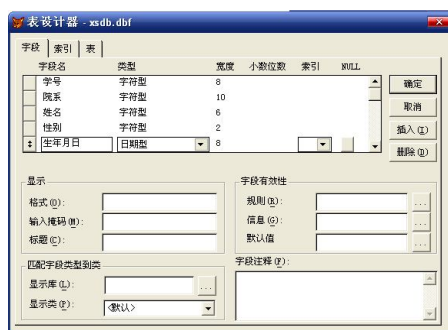 表设计器 - xsdb.dbf
字段 索引 表
字段名 类型 宽度 小数位数 索引 NULL
学号 字符型 8
院系 字符型 10
姓名 字符型 6
性别 字符型 2
生年月日 日期型 8
确定
取消
插入(I)
删除(D)
显示
格式(O):
输入掩码(M):
标题(C):
字段有效性
规则(R):
信息(G):
默认值
匹配字段类型到类
显示库(L):
显示类(P): <默认>
字段注释(F):